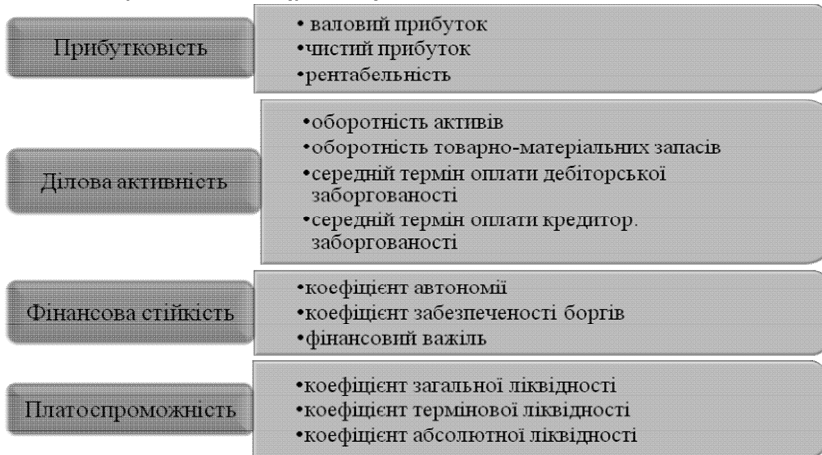 Прибутковість
• валовий прибуток
•чистий прибуток
•рентабельність
Ділова активність
•оборотність активів
•оборотність товарно-матеріальних запасів
•середній термін оплати дебіторської
заборгованості
•середній термін оплати кредитор.
заборгованості
Фінансова стійкість
•коефіцієнт автономії
•коефіцієнт забезпеченості боргів
•фінансовий важіль
Платоспроможність
•коефіцієнт загальної ліквідності
•коефіцієнт термінової ліквідності
•коефіцієнт абсолютної ліквідності